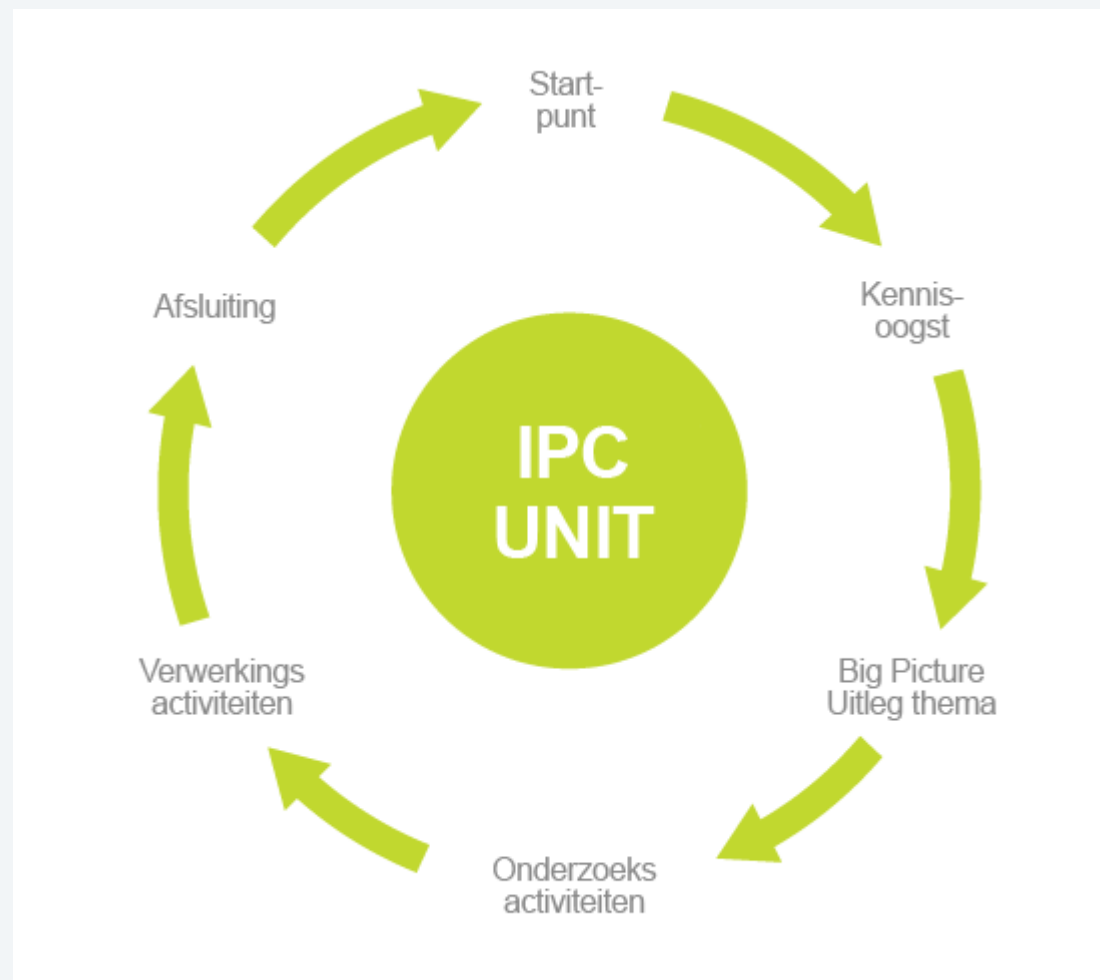 Start-
punt
Kennis-
oogst
Big Picture
Uitleg thema
Onderzoeks
activiteiten
Verwerkings
activiteiten
Afsluiting
IPC
UNIT